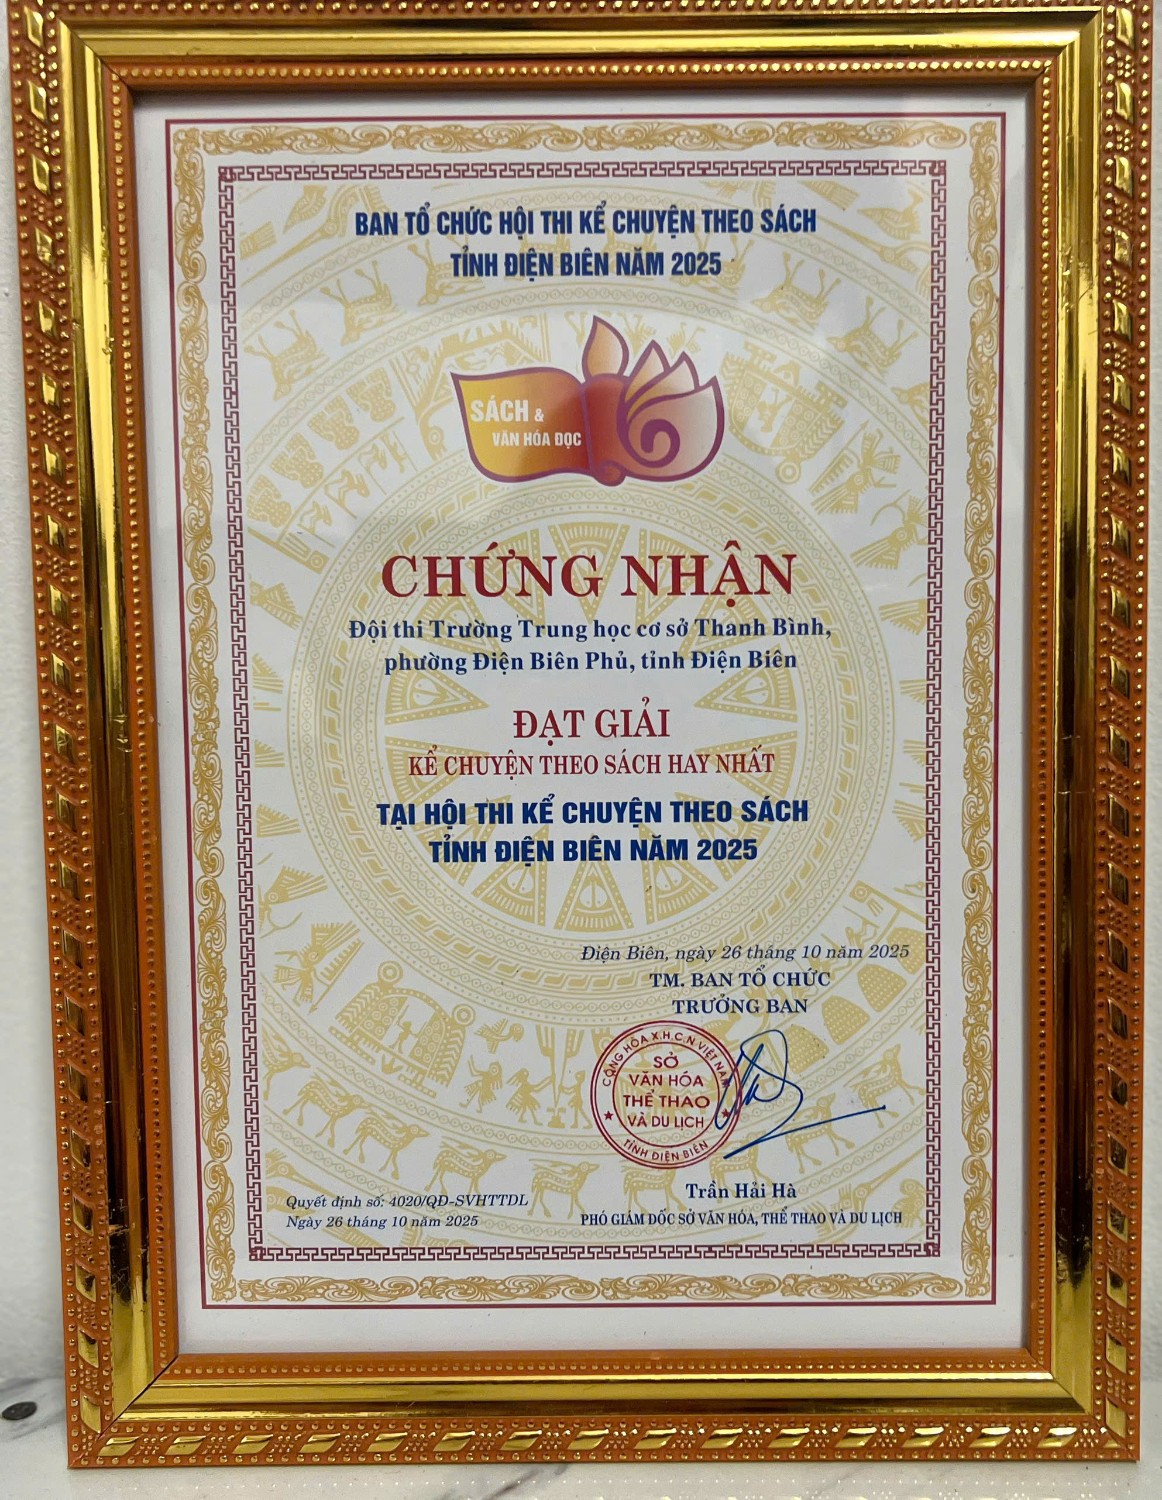 BAN TỔ CHỨC HỘI THI KỂ CHUYỆN THEO SÁCH
TỈNH ĐIỆN BIÊN NĂM 2025
SÁCH &
VĂN HÓA ĐỌC
CHỨNG NHẬN
Đội thi Trường Trung học cơ sở Thanh Bình,
phường Điện Biên Phủ, tỉnh Điện Biên
ĐẠT GIẢI
KỂ CHUYỆN THEO SÁCH HAY NHẤT
TẠI HỘI THI KỂ CHUYỆN THEO SÁCH
TỈNH ĐIỆN BIÊN NĂM 2025
Điện Biên, ngày 26 tháng 10 năm 2025
TM. BAN TỔ CHỨC
TRƯỞNG BAN
CỘNG HÒA X.H.C.N VIỆT NAM
SỞ
VĂN HÓA
THỂ THAO
VÀ DU LỊCH
TỈNH ĐIỆN BIÊN
Trần Hải Hà
PHÓ GIÁM DỐC SỞ VĂN HÓA, THỂ THAO VÀ DU LỊCH
Quyết định số: 4020/QĐ-SVHTTDL
Ngày 26 tháng 10 năm 2025